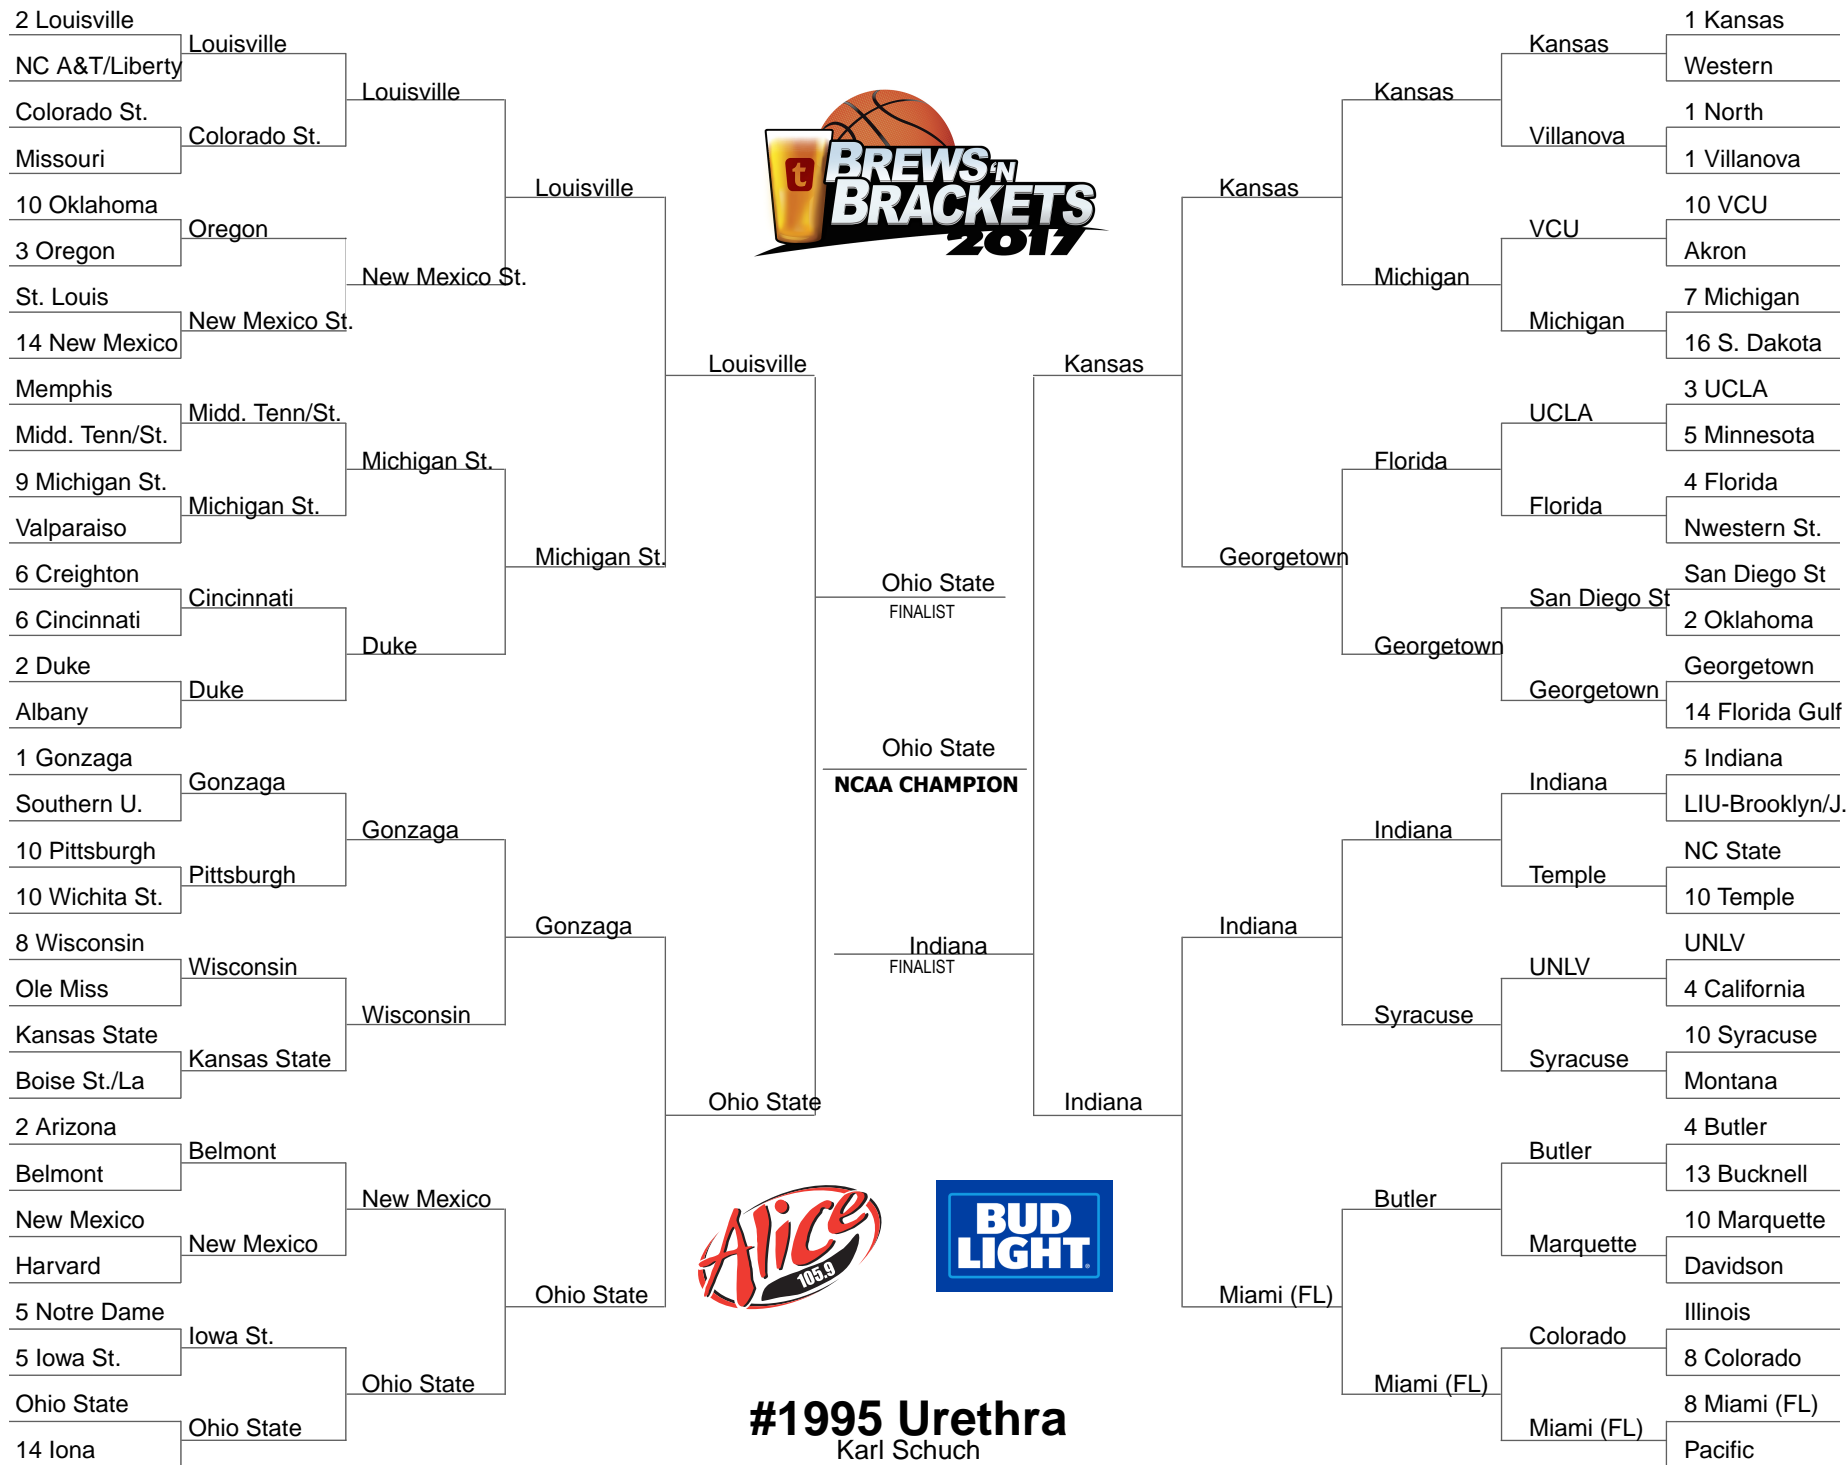 2 Louisville
NC A&T/Liberty
Colorado St.
Missouri
10 Oklahoma
3 Oregon
St. Louis
14 New Mexico
Memphis
Midd. Tenn/St.
9 Michigan St.
Valparaiso
6 Creighton
6 Cincinnati
2 Duke
Albany
1 Gonzaga
Southern U.
10 Pittsburgh
10 Wichita St.
8 Wisconsin
Ole Miss
Kansas State
Boise St./La
2 Arizona
Belmont
New Mexico
Harvard
5 Notre Dame
5 Iowa St.
Ohio State
14 Iona
Louisville
Colorado St.
Oregon
New Mexico St.
Midd. Tenn/St.
Michigan St.
Cincinnati
Duke
Gonzaga
Pittsburgh
Wisconsin
Kansas State
Belmont
New Mexico
Iowa St.
Ohio State
Louisville
New Mexico St.
Michigan St.
Duke
Gonzaga
Wisconsin
New Mexico
Ohio State
Louisville
Michigan St.
Gonzaga
Ohio State
Louisville
Ohio State
t
BREWS 'N
BRACKETS
2017
Ohio State
FINALIST
Ohio State
NCAA CHAMPION
Indiana
FINALIST
Alice
105.9
BUD
LIGHT
#1995 Urethra
Karl Schuch
Kansas
Indiana
Kansas
Georgetown
Indiana
Miami (FL)
Kansas
Michigan
Florida
Georgetown
Indiana
Syracuse
Butler
Miami (FL)
Kansas
Villanova
VCU
Michigan
UCLA
Florida
San Diego St
Georgetown
Indiana
Temple
UNLV
Syracuse
Butler
Marquette
Colorado
Miami (FL)
1 Kansas
Western
1 North
1 Villanova
10 VCU
Akron
7 Michigan
16 S. Dakota
3 UCLA
5 Minnesota
4 Florida
Nwestern St.
San Diego St
2 Oklahoma
Georgetown
14 Florida Gulf
5 Indiana
LIU-Brooklyn/J.
NC State
10 Temple
UNLV
4 California
10 Syracuse
Montana
4 Butler
13 Bucknell
10 Marquette
Davidson
Illinois
8 Colorado
8 Miami (FL)
Pacific